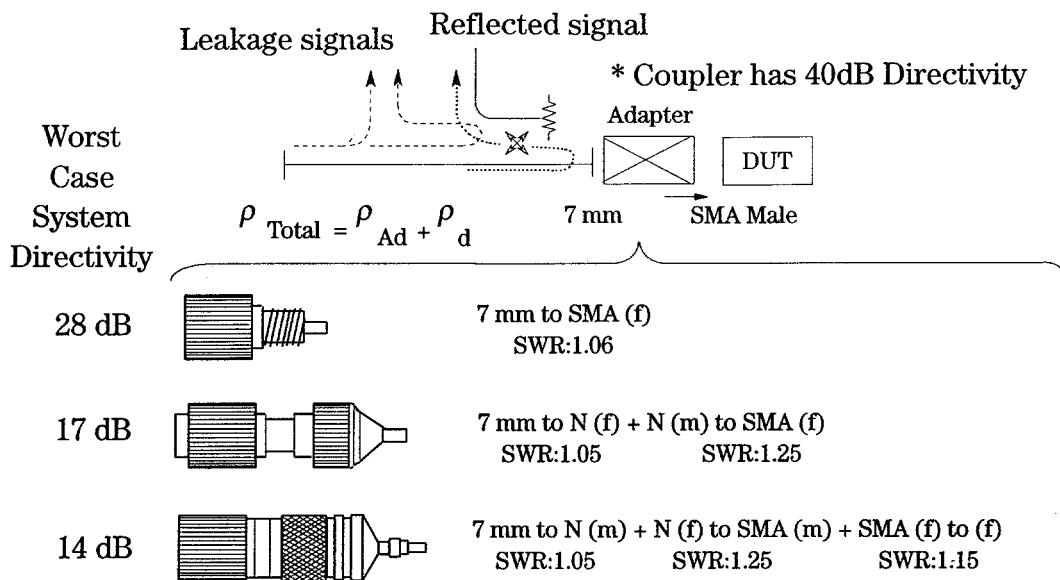 Leakage signals
Reflected signal
* Coupler has 40dB Directivity
Adapter
DUT
7 mm
SMA Male
Worst
Case
System
Directivity
ρ Total = ρ Ad + ρ d
28 dB
7 mm to SMA (f)
SWR:1.06
17 dB
7 mm to N (f) + N (m) to SMA (f)
SWR:1.05 SWR:1.25
14 dB
7 mm to N (m) + N (f) to SMA (m) + SMA (f) to (f)
SWR:1.05 SWR:1.25 SWR:1.15